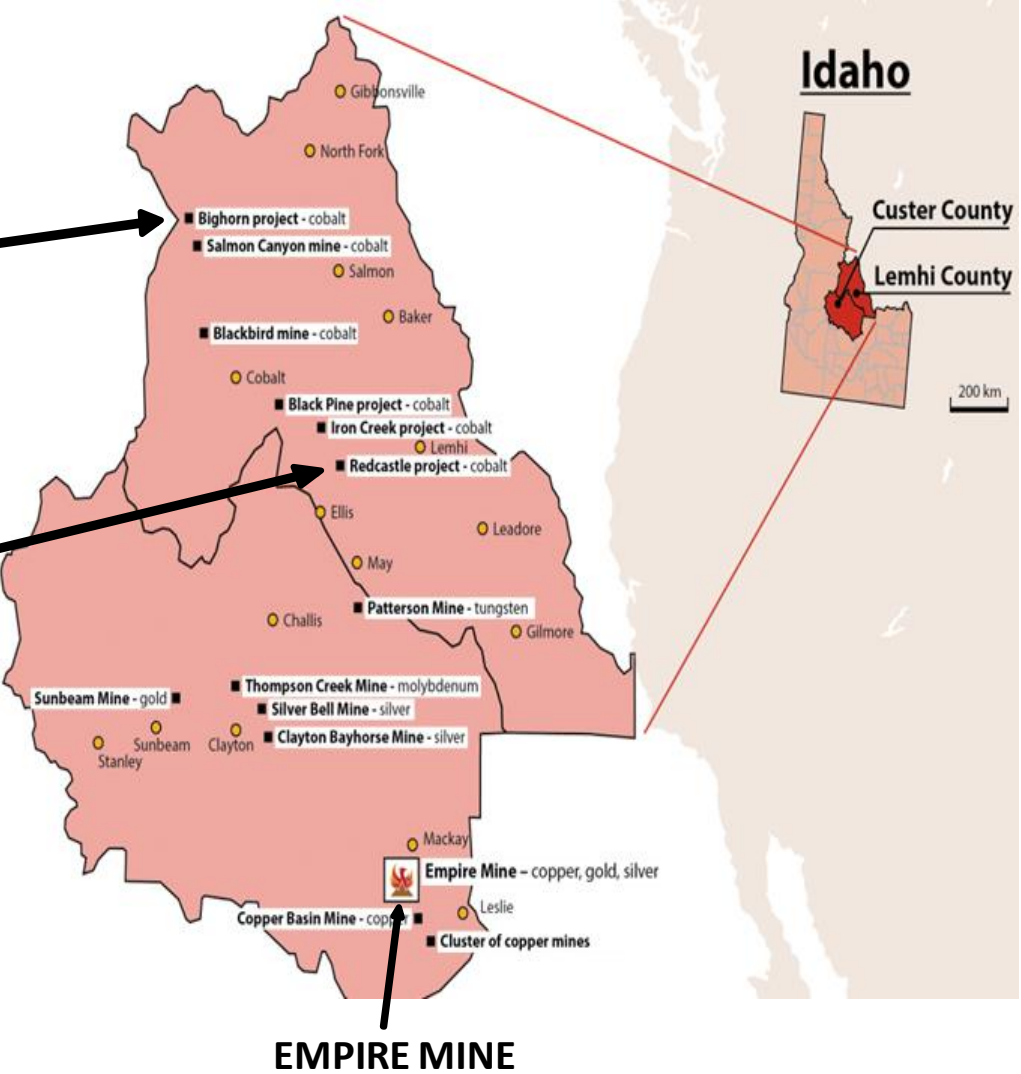 Idaho
Gibbonsville
North Fork
Custer County
Bighorn project - cobalt
Salmon Canyon mine - cobalt
Salmon
Lemhi County
Baker
Blackbird mine - cobalt
Cobalt
200 km
Black Pine project - cobalt
Iron Creek project - cobalt
Lemhi
Redcastle project - cobalt
Ellis
Leadore
May
Patterson Mine - tungsten
Challis
Gilmore
Thompson Creek Mine - molybdenum
Sunbeam Mine - gold
Silver Bell Mine - silver
Clayton Bayhorse Mine - silver
Sunbeam
Clayton
Stanley
Mackay
Empire Mine – copper, gold, silver
Leslie
Copper Basin Mine - copper
Cluster of copper mines
EMPIRE MINE